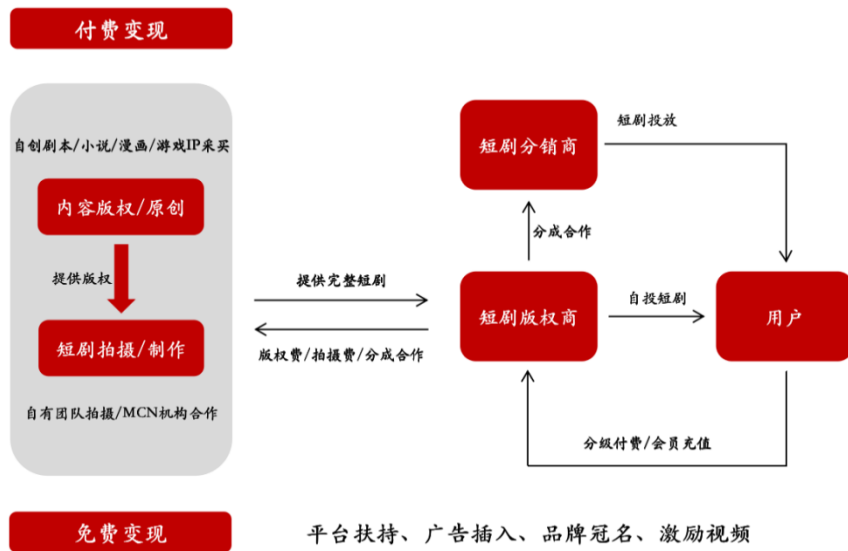 付费变现
自创剧本/小说/漫画/游戏IP采买
内容版权/原创
提供版权
短剧拍摄/制作
自有团队拍摄/MCN机构合作
提供完整短剧
版权费/拍摄费/分成合作
短剧分销商
短剧投放
分成合作
短剧版权商
自投短剧
用户
分级付费/会员充值
免费变现
平台扶持、广告插入、品牌冠名、激励视频